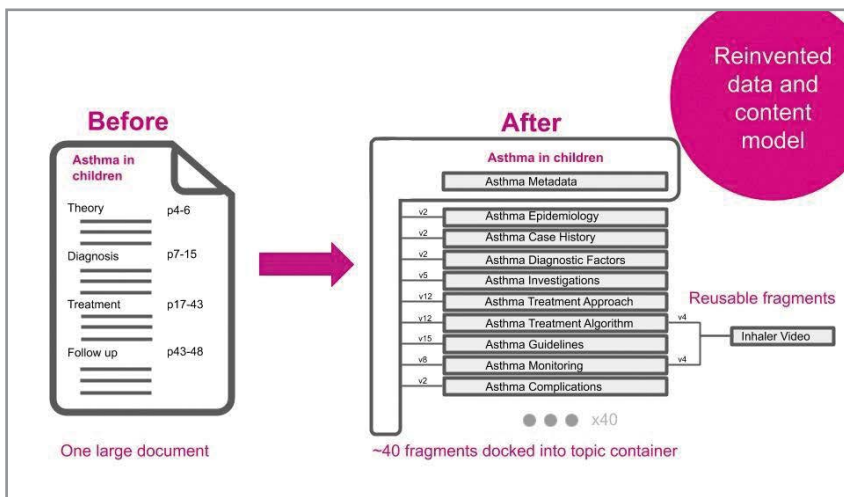 Reinvented
data and
content
model
Before
Asthma in
children
Theory p4-6
Diagnosis p7-15
Treatment p17-43
Follow up p43-48
One large document
After
Asthma in children
Asthma Metadata
v2 Asthma Epidemiology
v2 Asthma Case History
v2 Asthma Diagnostic Factors
v5 Asthma Investigations
v12 Asthma Treatment Approach
v12 Asthma Treatment Algorithm v4
v15 Asthma Guidelines
v8 Asthma Monitoring v4
v2 Asthma Complications
x40
~40 fragments docked into topic container
Reusable fragments
Inhaler Video